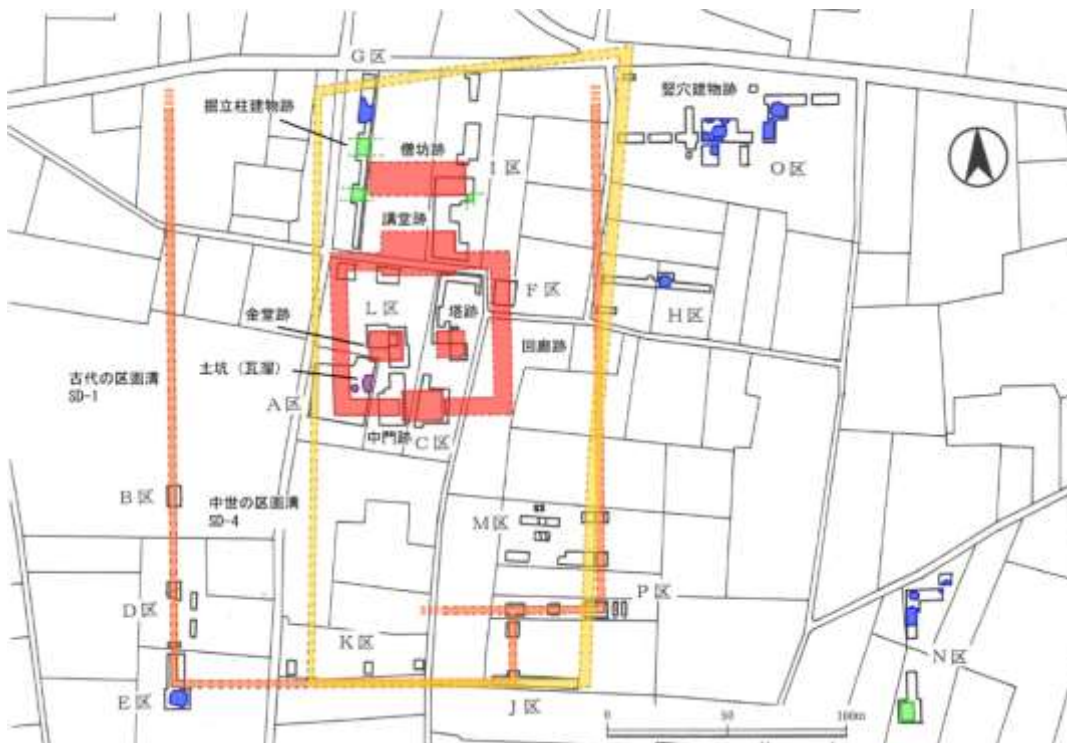 G区
掘立柱建物跡
竪穴建物跡
僧坊跡
I区
O区
講堂跡
L区
塔跡
F区
H区
金堂跡
回廊跡
土坑（瓦溜）
古代の区画溝
SD-1
A区
中門跡
C区
B区
中世の区画溝
SD-4
M区
D区
P区
K区
N区
E区
J区
0
50
100m